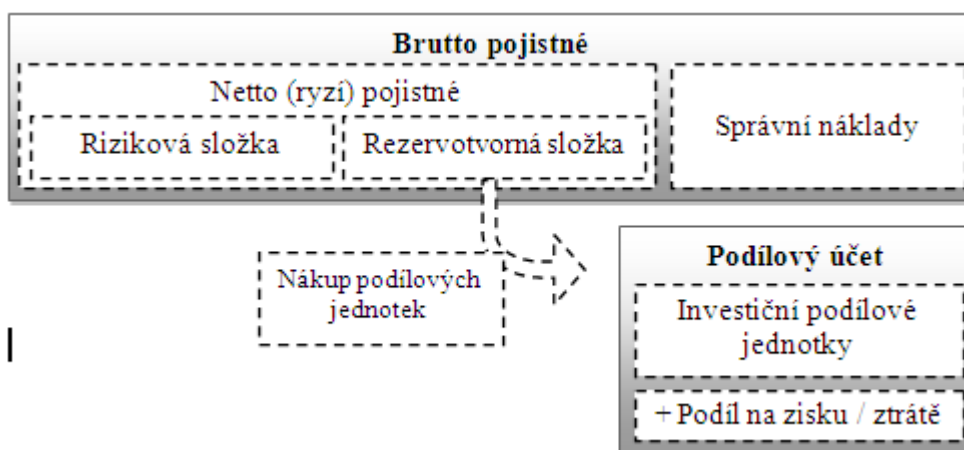 Brutto pojistné
Netto (ryzí) pojistné
Riziková složka
Rezervotvorná složka
Správní náklady
Nákup podílových
jednotek
Podílový účet
Investiční podílové
jednotky
+ Podíl na zisku / ztrátě